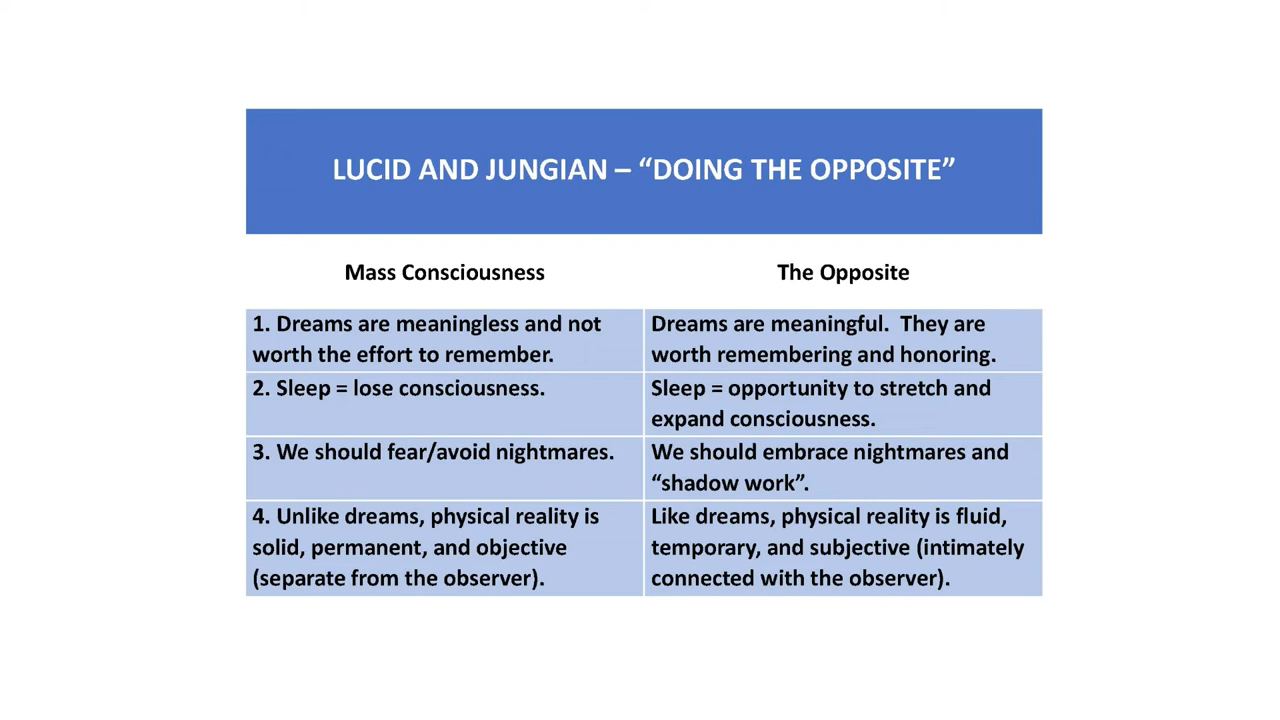 LUCID AND JUNGIAN – “DOING THE OPPOSITE”
Mass Consciousness
The Opposite
1. Dreams are meaningless and not
worth the effort to remember.
Dreams are meaningful.  They are
worth remembering and honoring.
2. Sleep = lose consciousness.
Sleep = opportunity to stretch and
expand consciousness.
3. We should fear/avoid nightmares.
We should embrace nightmares and
“shadow work”.
4. Unlike dreams, physical reality is
solid, permanent, and objective
(separate from the observer).
Like dreams, physical reality is fluid,
temporary, and subjective (intimately
connected with the observer).